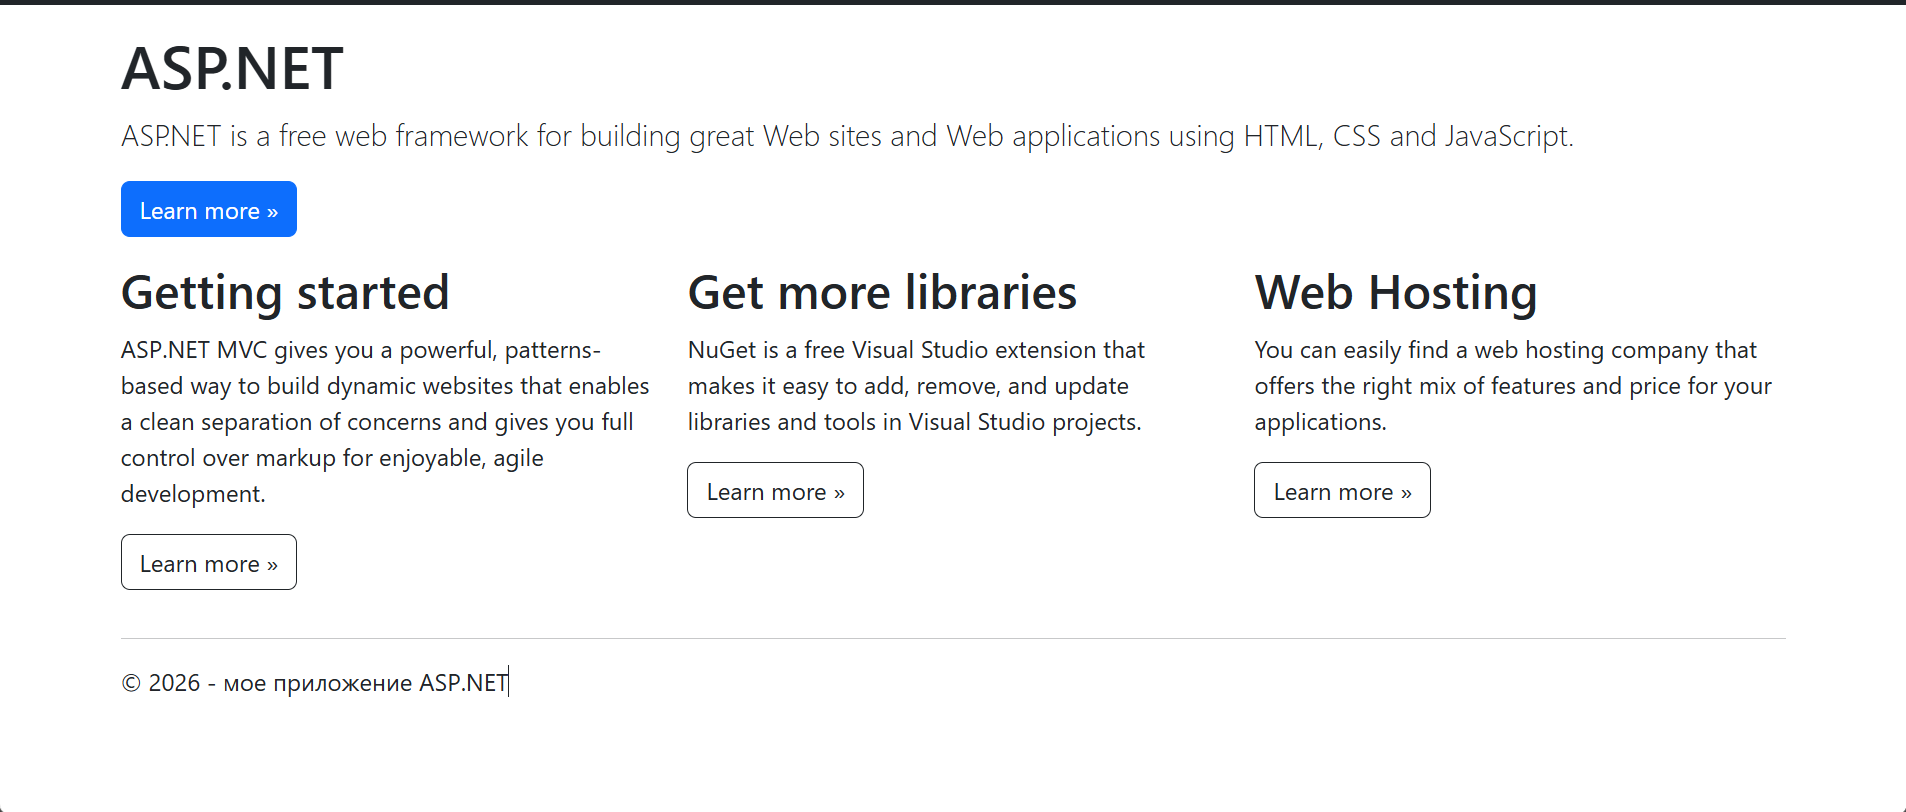 ASP.NET
ASP.NET is a free web framework for building great Web sites and Web applications using HTML, CSS and JavaScript.
Learn more »
Getting started
ASP.NET MVC gives you a powerful, patterns-
based way to build dynamic websites that enables
a clean separation of concerns and gives you full
control over markup for enjoyable, agile
development.
Learn more »
Get more libraries
NuGet is a free Visual Studio extension that
makes it easy to add, remove, and update
libraries and tools in Visual Studio projects.
Learn more »
Web Hosting
You can easily find a web hosting company that
offers the right mix of features and price for your
applications.
Learn more »
© 2026 - мое приложение ASP.NET